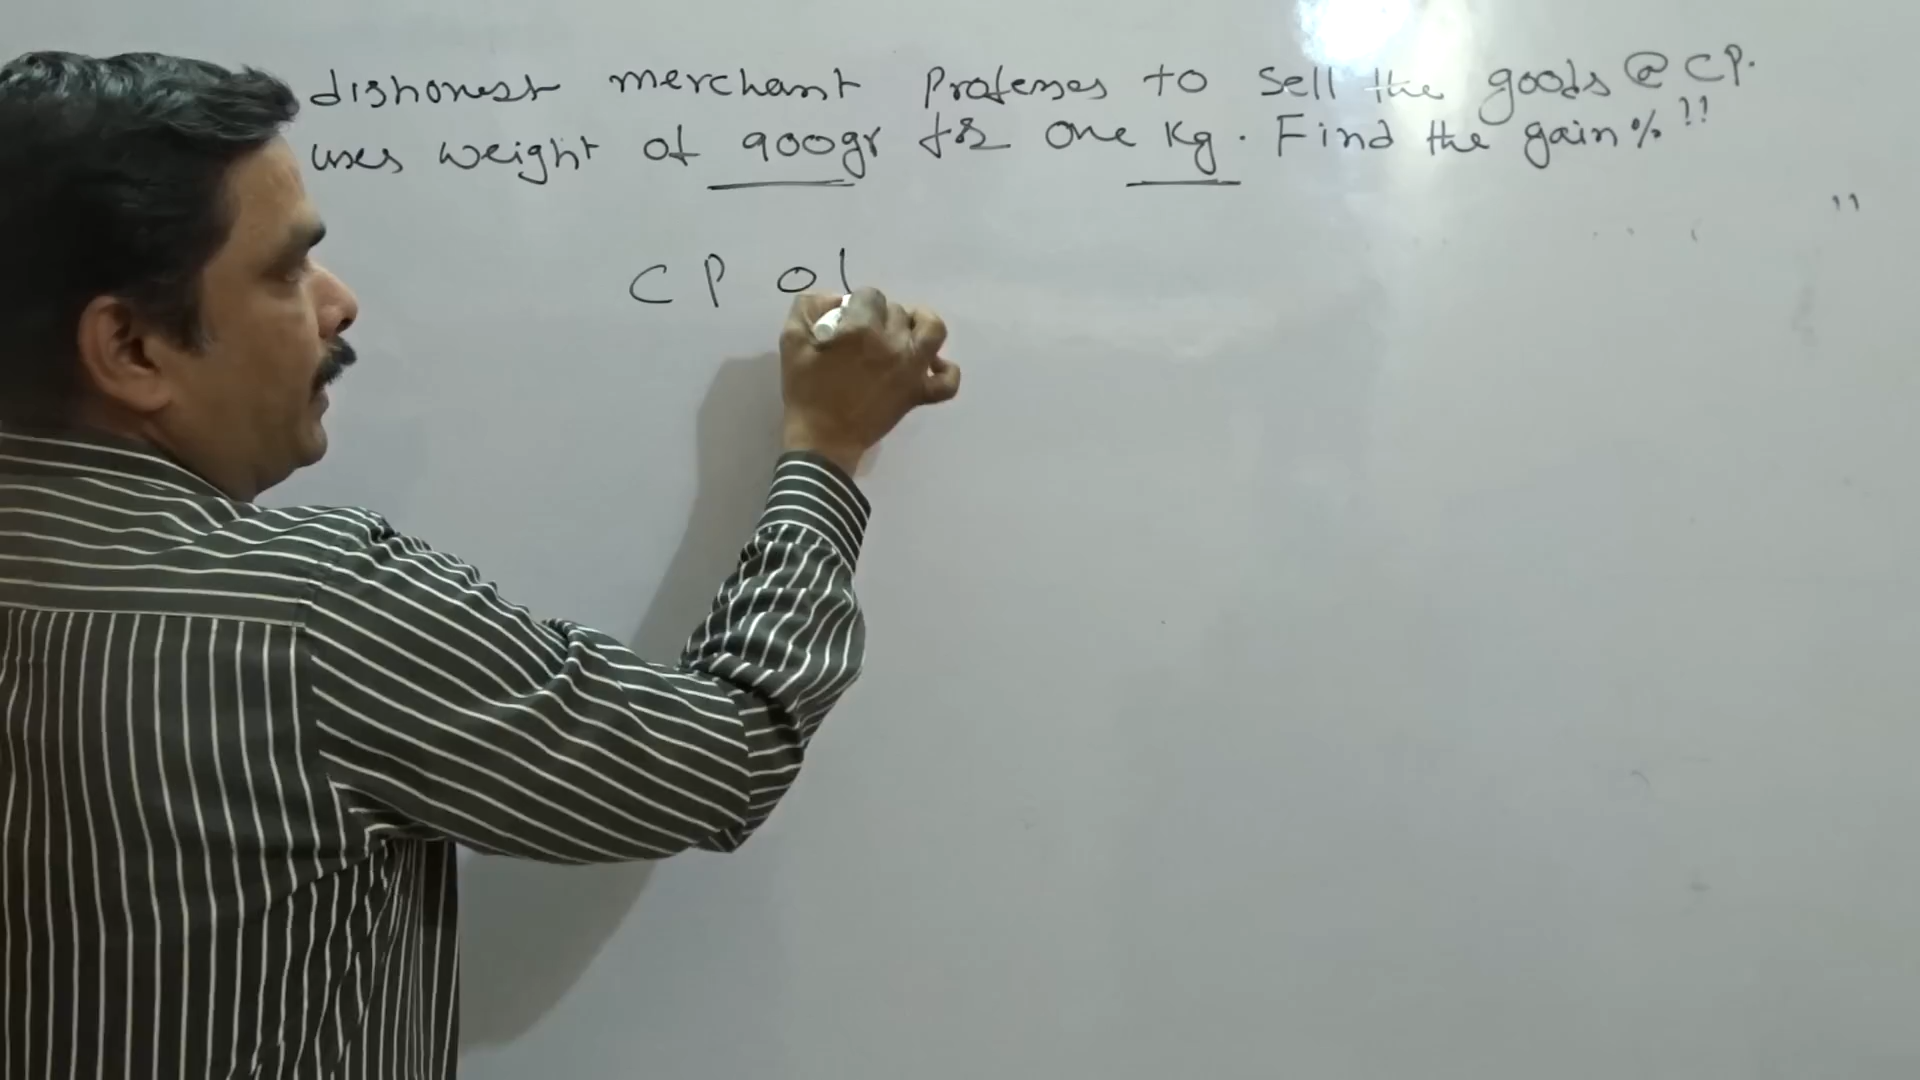 dishonest merchant Professes to sell the goods @ CP.
uses weight of 900gr for one Kg. Find the gain% !!
CP of